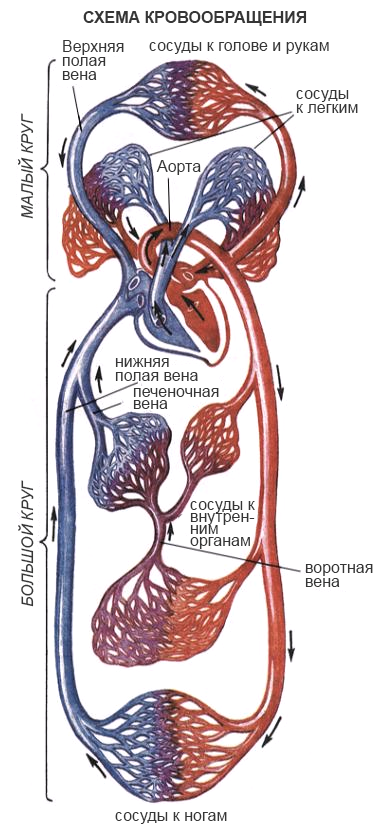 СХЕМА КРОВООБРАЩЕНИЯ
Верхняя
полая
вена
сосуды к голове и рукам
сосуды
к легким
Аорта
МАЛЫЙ КРУГ
нижняя
полая вена
печеночная
вена
сосуды к
внутрен-
ним
органам
воротная
вена
БОЛЬШОЙ КРУГ
сосуды к ногам